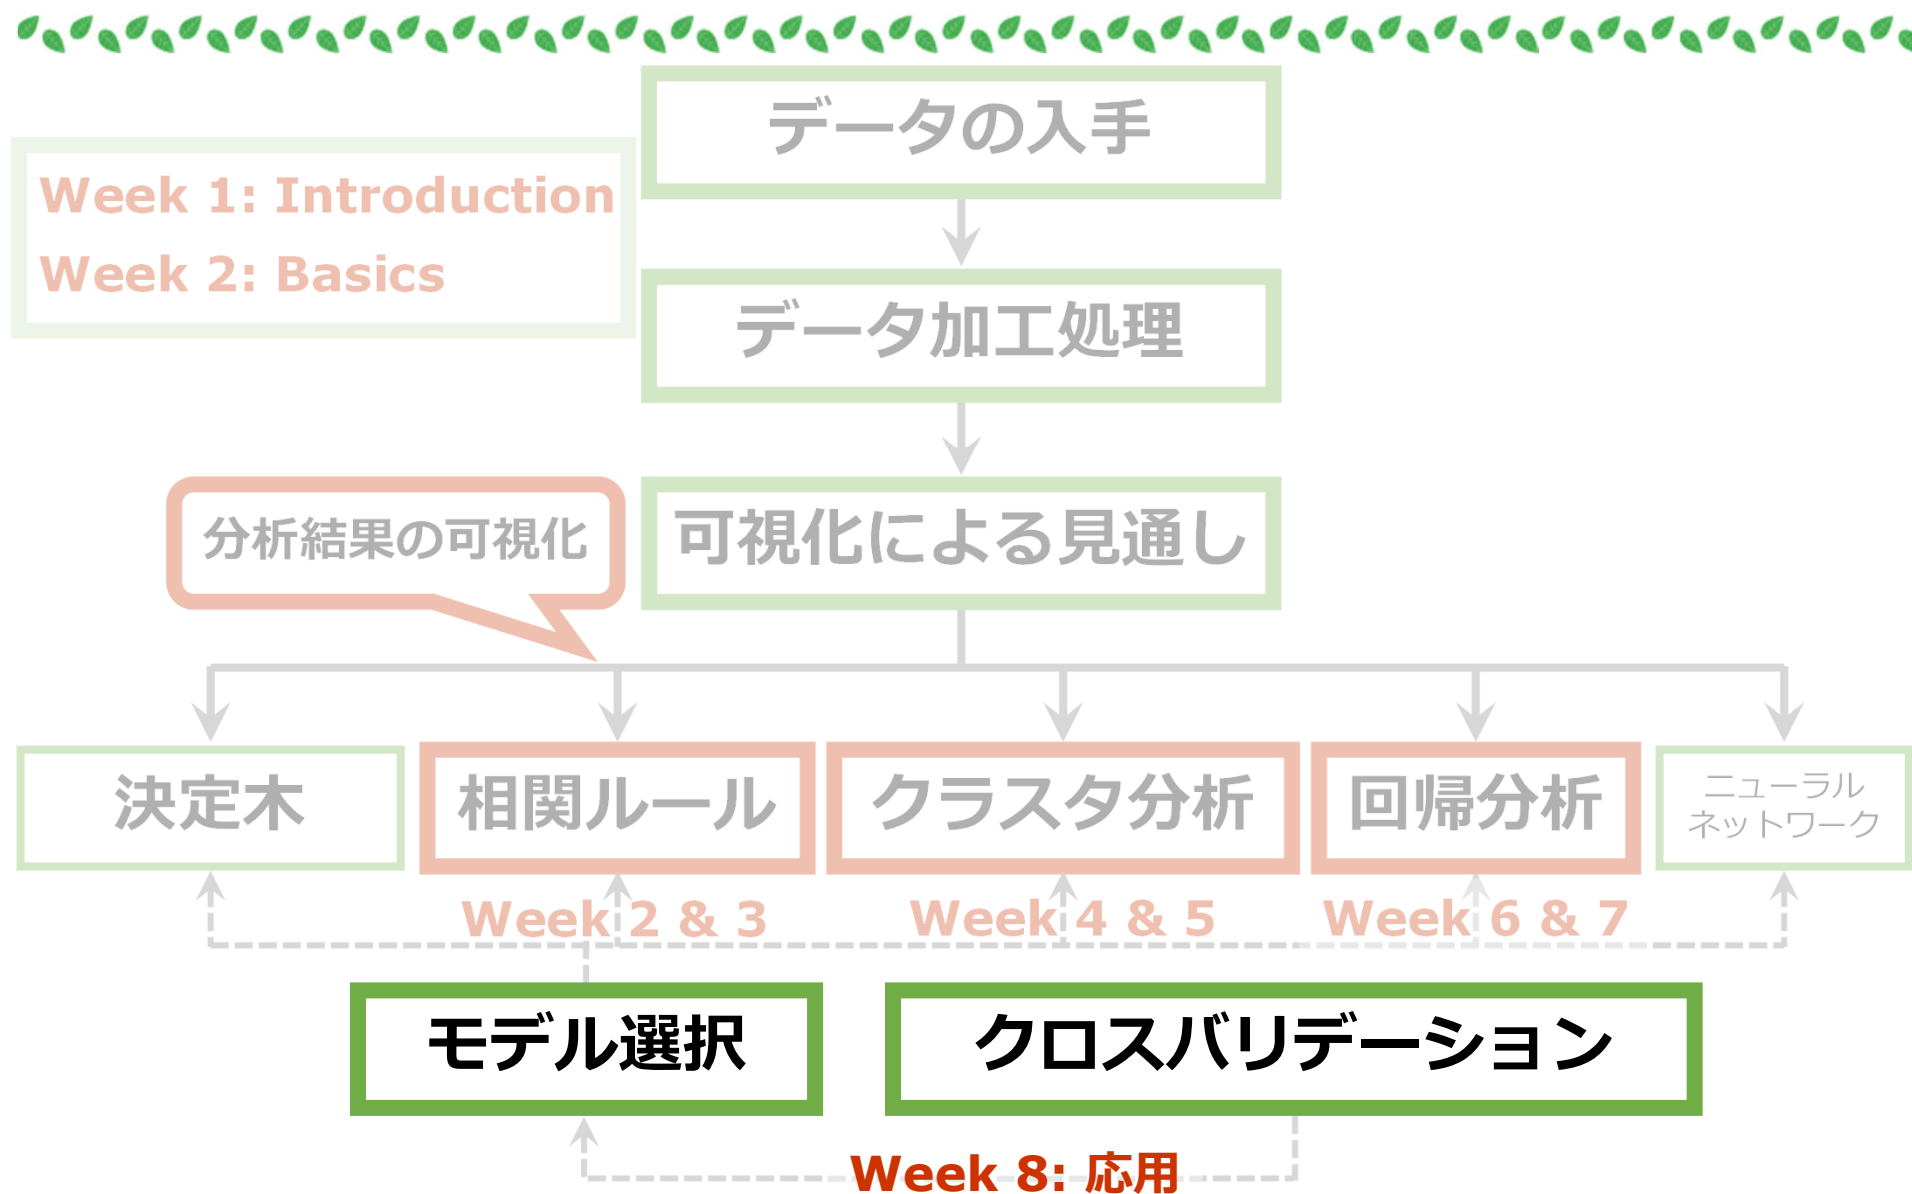 データの入手
Week 1: Introduction
Week 2: Basics
データ加工処理
分析結果の可視化
可視化による見通し
決定木
相関ルール
クラスタ分析
回帰分析
ニューラル
ネットワーク
Week 2 & 3
Week 4 & 5
Week 6 & 7
モデル選択
クロスバリデーション
Week 8: 応用